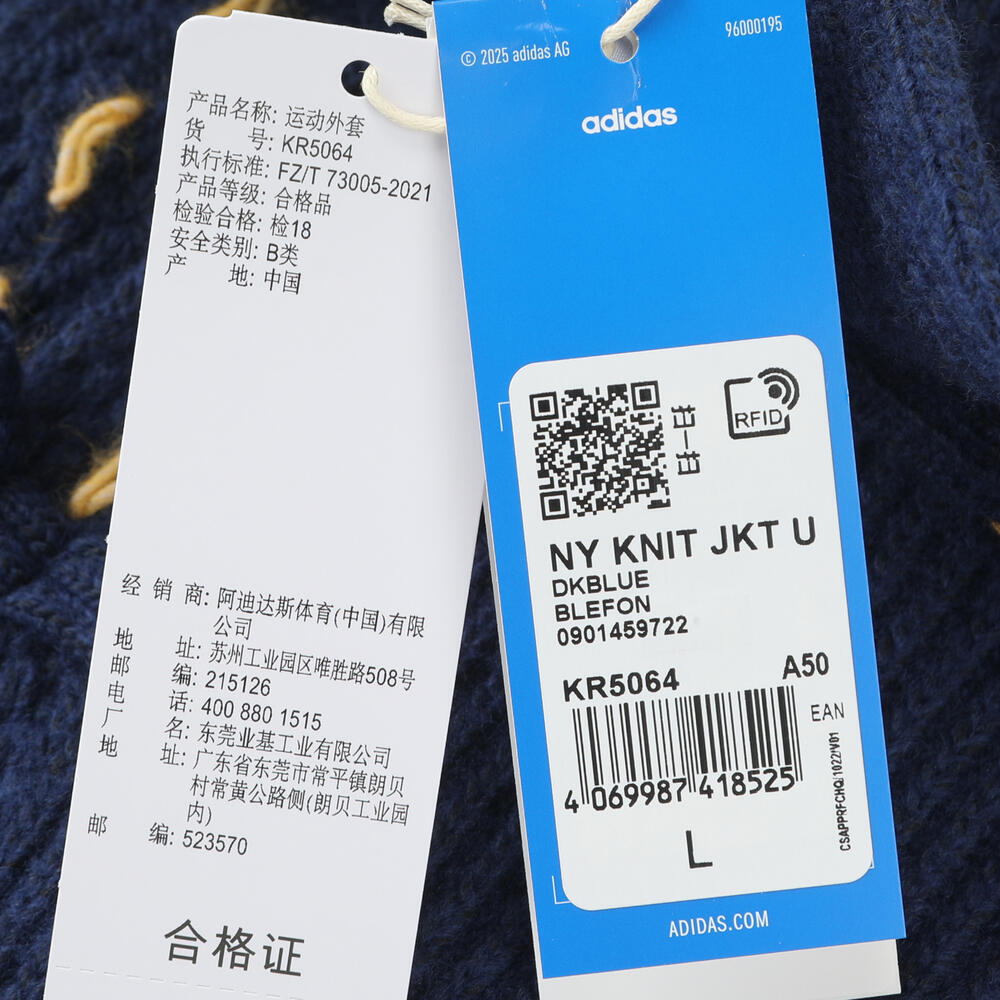 产品名称: 运动外套
货 号: KR5064
执行标准: FZ/T 73005-2021
产品等级: 合格品
检验合格: 检18
安全类别: B类
产 地: 中国
经 销 商: 阿迪达斯体育(中国)有限
公司
地 址: 苏州工业园区唯胜路508号
邮 编: 215126
电 话: 400 880 1515
厂 名: 东莞业基工业有限公司
地 址: 广东省东莞市常平镇朗贝
村常黄公路侧(朗贝工业园
内)
邮 编: 523570
合格证
© 2025 adidas AG
96000195
adidas
扫一扫
RFID
NY KNIT JKT U
DKBLUE
BLEFON
0901459722
KR5064 A50
EAN
4 069987 418525
CSAPPRFCHQ/1022/V01
L
ADIDAS.COM